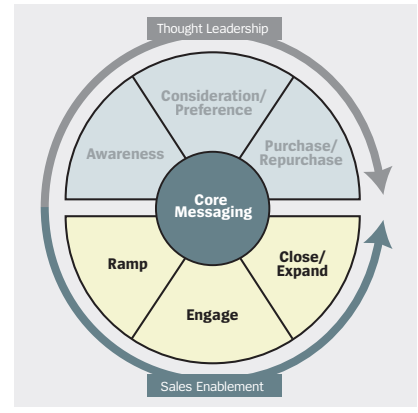 Thought Leadership
Consideration/
Preference
Awareness
Purchase/
Repurchase
Core
Messaging
Ramp
Close/
Expand
Engage
Sales Enablement